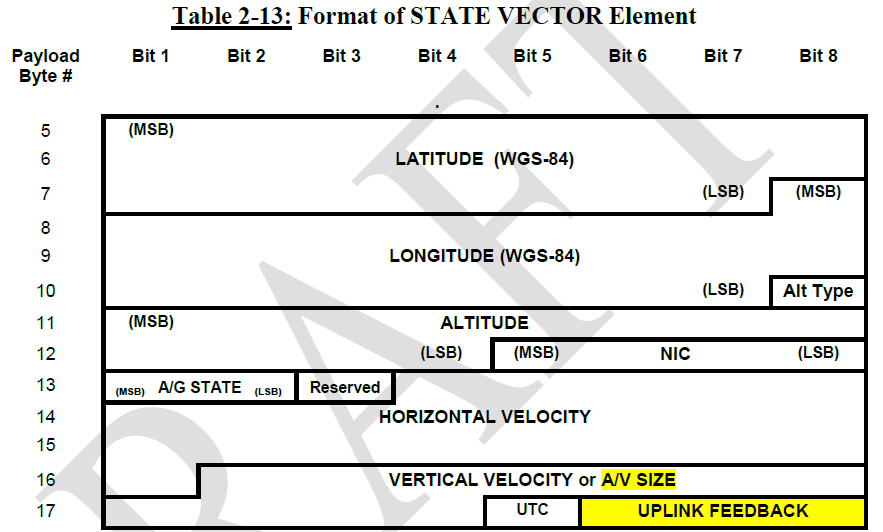 Table 2-13: Format of STATE VECTOR Element
Payload Byte # Bit 1 Bit 2 Bit 3 Bit 4 Bit 5 Bit 6 Bit 7 Bit 8
.
5 (MSB)
6 LATITUDE (WGS-84)
7 (LSB) (MSB)
8
9 LONGITUDE (WGS-84)
10 (LSB) Alt Type
11 (MSB) ALTITUDE
12 (LSB) (MSB) NIC (LSB)
13 (MSB) A/G STATE (LSB) Reserved
14 HORIZONTAL VELOCITY
15
16 VERTICAL VELOCITY or A/V SIZE
17 UTC UPLINK FEEDBACK
DRAFT